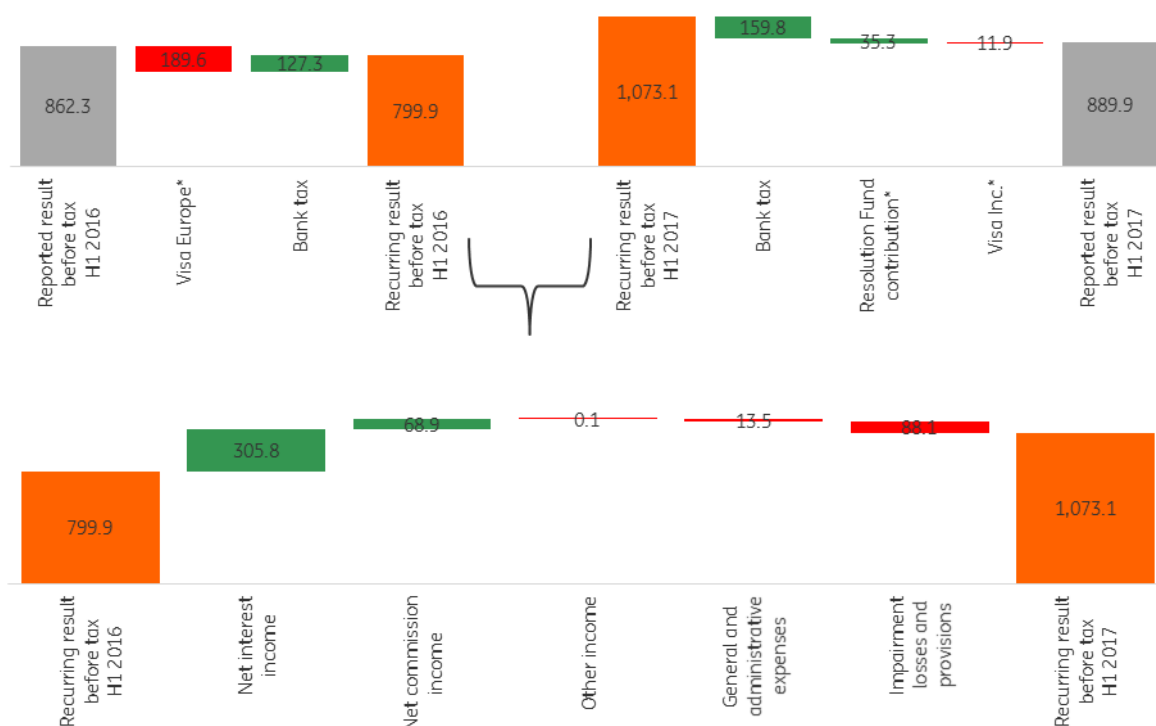 862.3
189.6
127.3
799.9
1,073.1
159.8
35.3
11.9
889.9
Reported result
before tax
H1 2016
Visa Europe*
Bank tax
Recurring result
before tax
H1 2016
Recurring result
before tax
H1 2017
Bank tax
Resolution Fund
contribution*
Visa Inc.*
Reported result
before tax
H1 2017
799.9
305.8
68.9
0.1
13.5
88.1
1,073.1
Recurring result
before tax
H1 2016
Net interest
income
Net commission
income
Other income
General and
administrative
expenses
Impairment
losses and
provisions
Recurring result
before tax
H1 2017